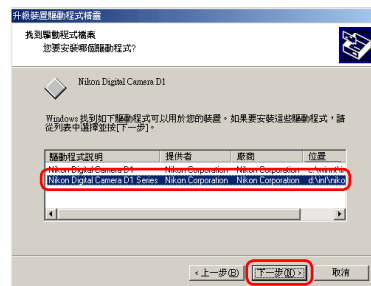 升級裝置驅動程式精靈
找到驅動程式檔案
您要安裝哪個驅動程式?
Nikon Digital Camera D1
Windows 找到如下驅動程式可以用於您的裝置。如果要安裝這些驅動程式，請
從列表中選擇並按[下一步]。
驅動程式說明 提供者 廠商 位置
Nikon Digital Camera D1 Nikon Corporation Nikon Corporation c:\winnt\i
Nikon Digital Camera D1 Series Nikon Corporation Nikon Corporation d:\inf\niko
<上一步(B) 下一步(N)> 取消